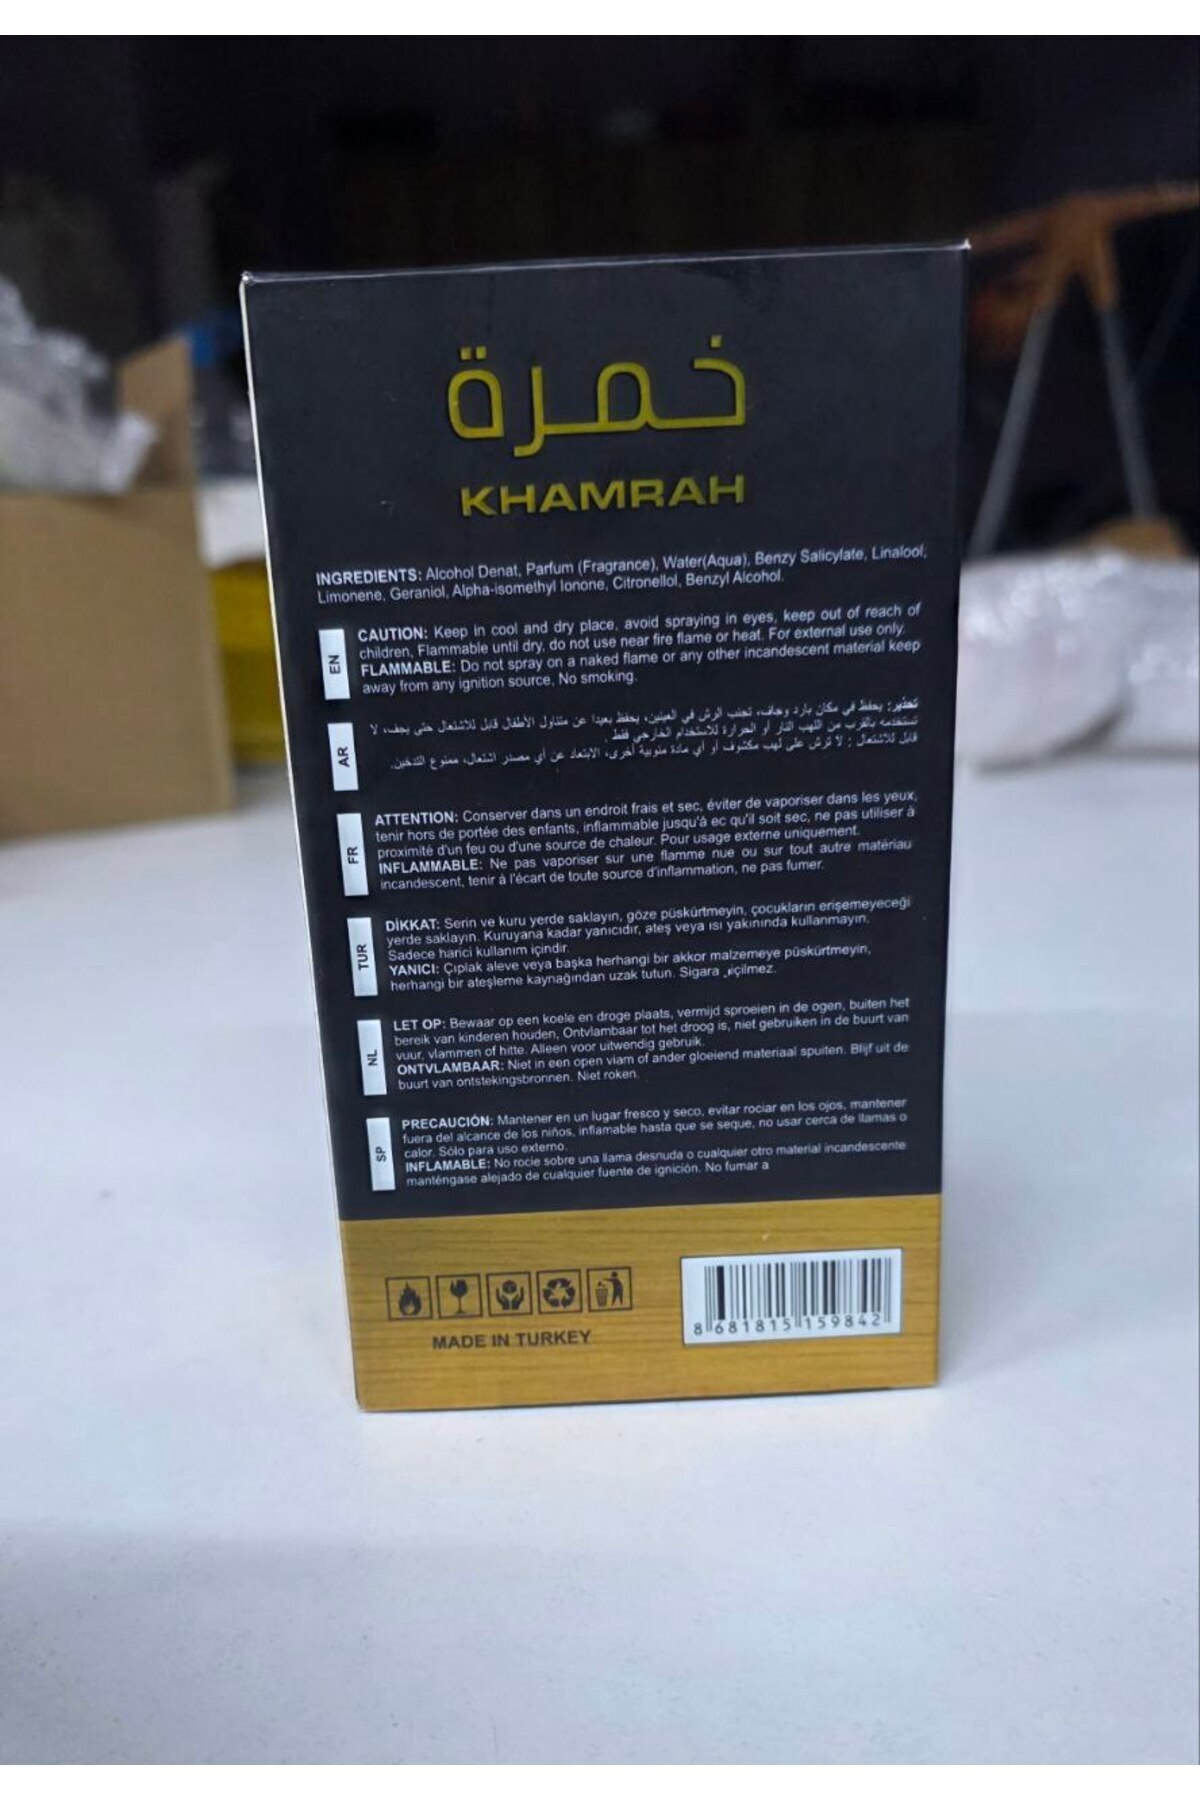 خمرة
KHAMRAH
INGREDIENTS: Alcohol Denat, Parfum (Fragrance), Water(Aqua), Benzy Salicylate, Linalool,
Limonene, Geraniol, Alpha-isomethyl Ionone, Citronellol, Benzyl Alcohol.
EN
CAUTION: Keep in cool and dry place, avoid spraying in eyes, keep out of reach of
children, Flammable until dry, do not use near fire flame or heat. For external use only.
FLAMMABLE: Do not spray on a naked flame or any other incandescent material keep
away from any ignition source, No smoking.
AR
تحذير: يحفظ في مكان بارد وجاف، تجنب الرش في العينين، يحفظ بعيدا عن متناول الأطفال قابل للاشتعال حتى يجف، لا
تستخدمه بالقرب من اللهب النار أو الحرارة للاستخدام الخارجي فقط.
قابل للاشتعال : لا ترش على لهب مكشوف أو أي مادة متوهجة أخرى، الابتعاد عن أي مصدر اشتعال، ممنوع التدخين.
FR
ATTENTION: Conserver dans un endroit frais et sec, éviter de vaporiser dans les yeux,
tenir hors de portée des enfants, inflammable jusqu'à ec qu'il soit sec, ne pas utiliser à
proximité d'un feu ou d'une source de chaleur. Pour usage externe uniquement.
INFLAMMABLE: Ne pas vaporiser sur une flamme nue ou sur tout autre matériau
incandescent, tenir à l'écart de toute source d'inflammation, ne pas fumer.
TUR
DİKKAT: Serin ve kuru yerde saklayın, göze püskürtmeyin, çocukların erişemeyeceği
yerde saklayın. Kuruyana kadar yanıcıdır, ateş veya ısı yakınında kullanmayın.
Sadece harici kullanım içindir.
YANICI: Çıplak aleve veya başka herhangi bir akkor malzemeye püskürtmeyin,
herhangi bir ateşleme kaynağından uzak tutun. Sigara içilmez.
NL
LET OP: Bewaar op een koele en droge plaats, vermijd sproeien in de ogen, buiten het
bereik van kinderen houden, Ontvlambaar tot het droog is, niet gebruiken in de buurt van
vuur, vlammen of hitte. Alleen voor uitwendig gebruik.
ONTVLAMBAAR: Niet in een open viam of ander gloeiend materiaal spuiten. Blijf uit de
buurt van ontstekingsbronnen. Niet roken.
SP
PRECAUCIÓN: Mantener en un lugar fresco y seco, evitar rociar en los ojos, mantener
fuera del alcance de los niños, inflamable hasta que se seque, no usar cerca de llamas o
calor. Sólo para uso externo.
INFLAMABLE: No rocie sobre una llama desnuda o cualquier otro material incandescente
manténgase alejado de cualquier fuente de ignición. No fumar a
MADE IN TURKEY
8 681815 159842